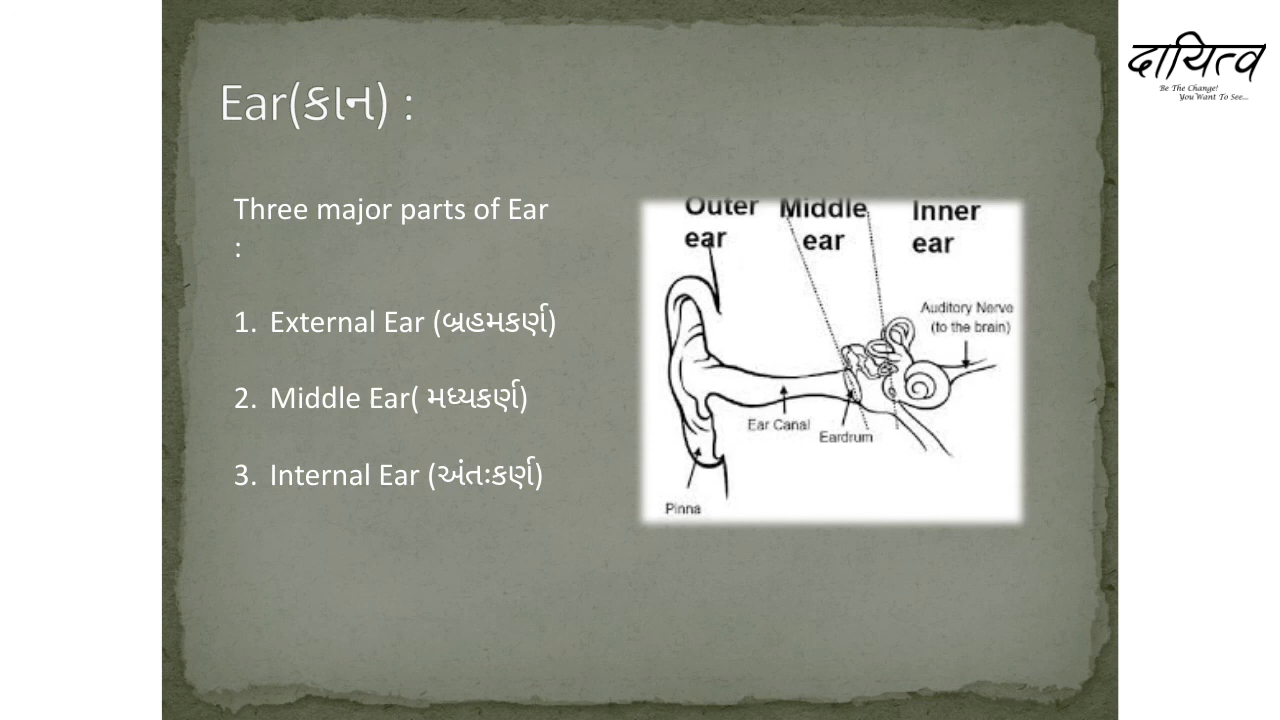 Ear(કાન) :
Three major parts of Ear
:
1. External Ear (બ્રહમકર્ણ)
2. Middle Ear( મધ્યકર્ણ)
3. Internal Ear (અંતઃકર્ણ)
Outer ear
Middle ear
Inner ear
Auditory Nerve
(to the brain)
Ear Canal
Eardrum
Pinna
दायित्व
Be The Change!
You Want To See...